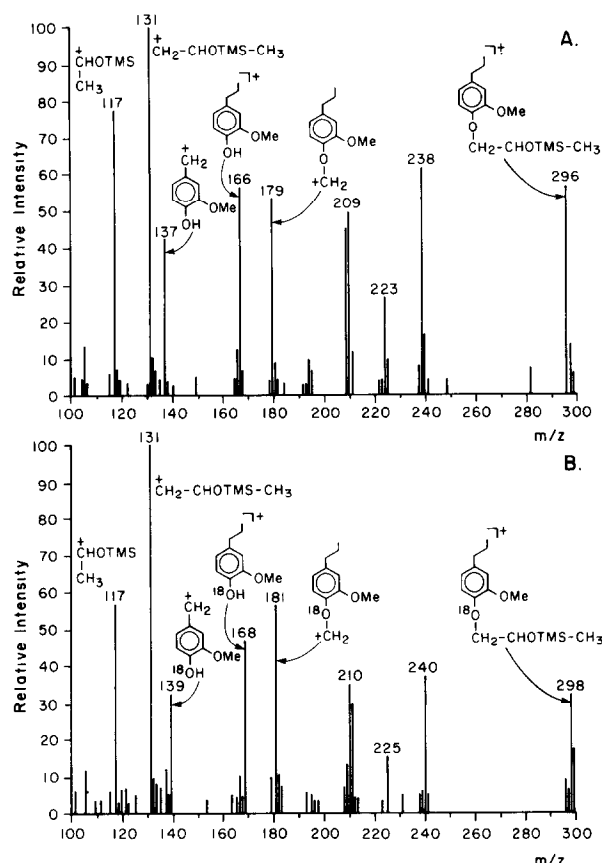 A.
131
100
90
80
70
60
50
40
30
20
10
0
Relative Intensity
+
CHOTMS
CH₃
117
+
CH₂-CHOTMS-CH₃
+
CH₂
OMe
OH
137
+
OMe
OH
166
OMe
O
+CH₂
179
209
223
238
+
OMe
O
CH₂-CHOTMS-CH₃
296
100 120 140 160 180 200 220 240 260 280 300
m/z
B.
131
100
90
80
70
60
50
40
30
20
10
0
Relative Intensity
+
CHOTMS
CH₃
117
+
CH₂-CHOTMS-CH₃
+
CH₂
OMe
¹⁸OH
139
+
OMe
¹⁸OH
168
OMe
¹⁸O
+CH₂
181
210
225
240
+
OMe
¹⁸O
CH₂-CHOTMS-CH₃
298
100 120 140 160 180 200 220 240 260 280 300
m/z